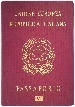 UNIONE EUROPEA
REPUBBLICA ITALIANA
PASSAPORTO